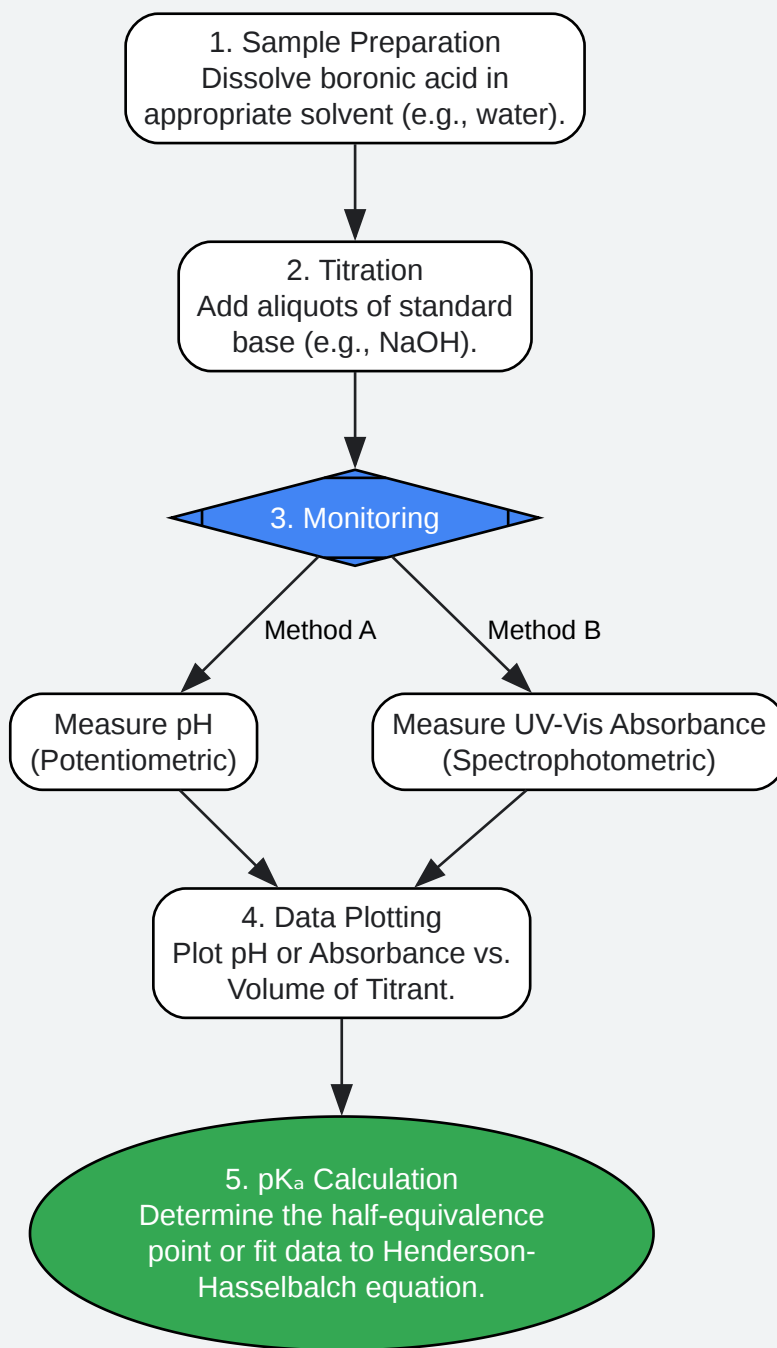 1. Sample Preparation
Dissolve boronic acid in
appropriate solvent (e.g., water).
2. Titration
Add aliquots of standard
base (e.g., NaOH).
3. Monitoring
Method A
Method B
Measure pH
(Potentiometric)
Measure UV-Vis Absorbance
(Spectrophotometric)
4. Data Plotting
Plot pH or Absorbance vs.
Volume of Titrant.
5. pKₐ Calculation
Determine the half-equivalence
point or fit data to Henderson-
Hasselbalch equation.